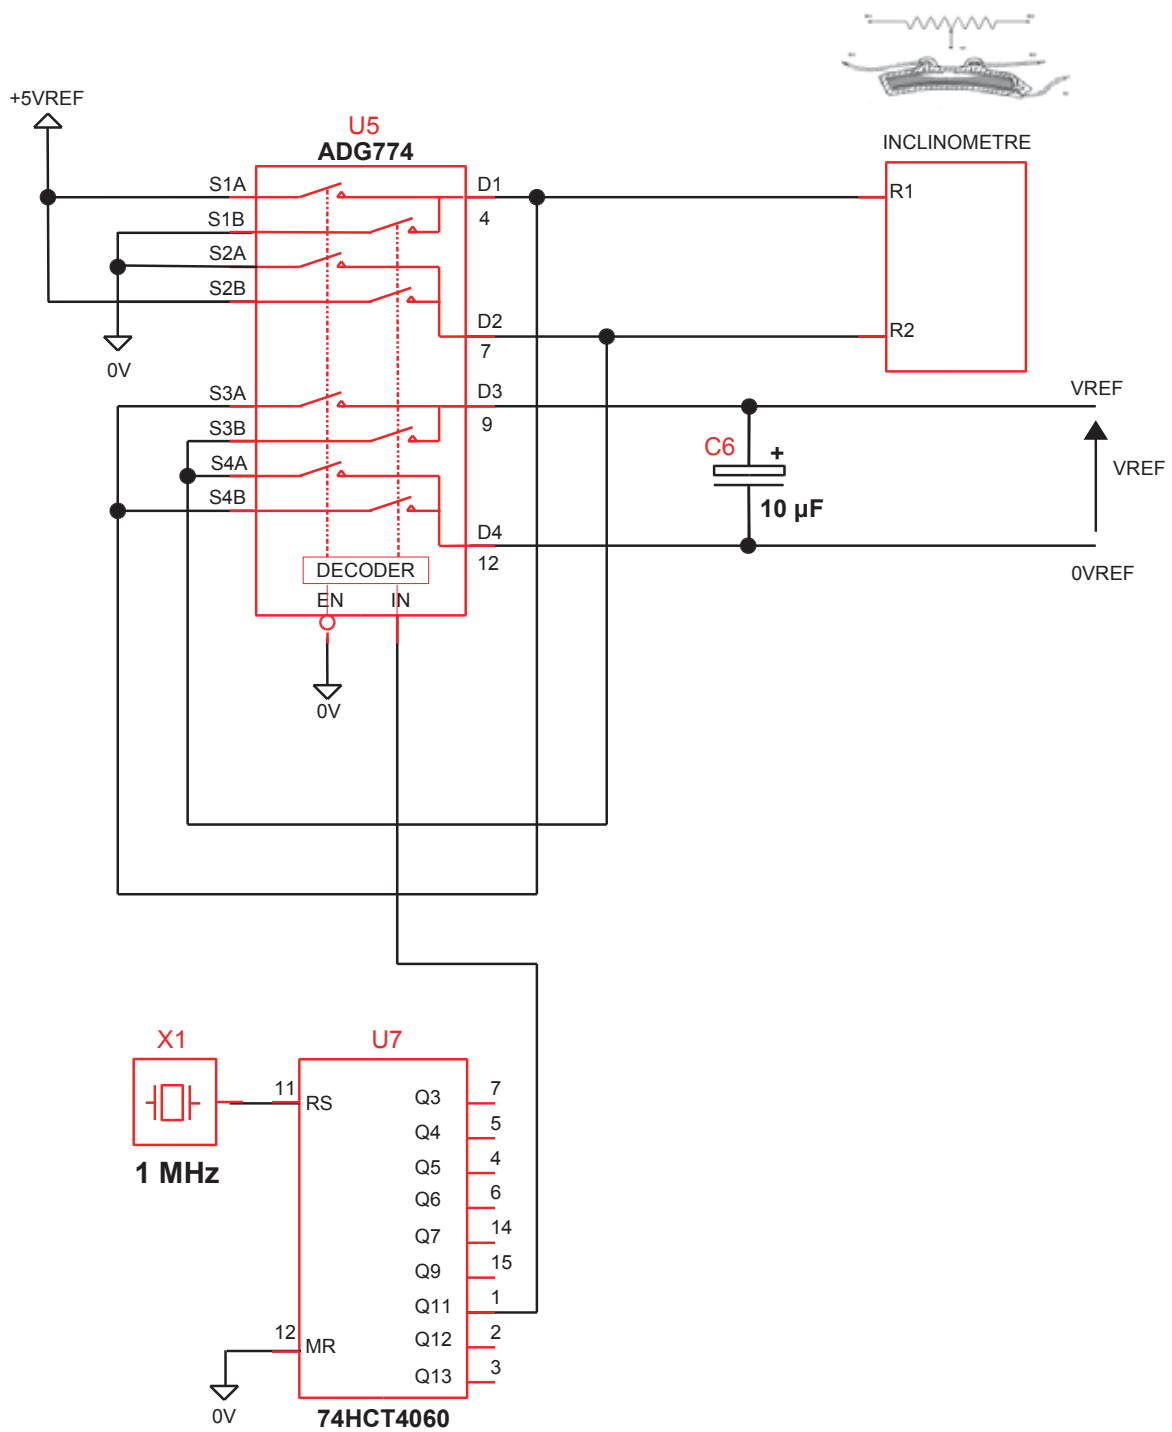 +5VREF
U5
ADG774
INCLINOMETRE
S1A
D1
R1
S1B
4
S2A
S2B
D2
R2
7
0V
S3A
D3
VREF
S3B
9
C6
+
S4A
VREF
S4B
10 µF
D4
12
0VREF
DECODER
EN
IN
0V
X1
U7
11
RS
Q3
7
Q4
5
1 MHz
Q5
4
Q6
6
Q7
14
Q9
15
Q11
1
12
MR
Q12
2
Q13
3
0V
74HCT4060